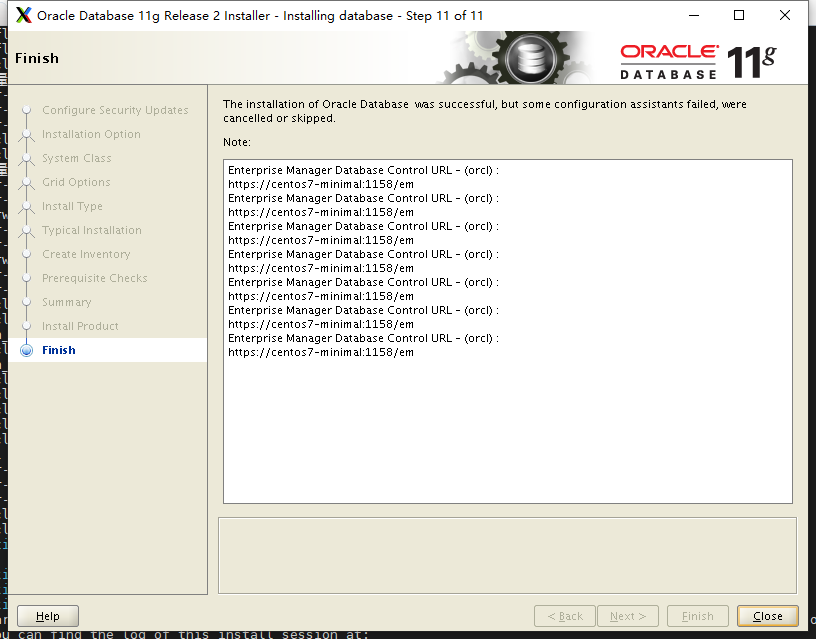 Oracle Database 11g Release 2 Installer - Installing database - Step 11 of 11
Finish
ORACLE
DATABASE
11g
Configure Security Updates
Installation Option
System Class
Grid Options
Install Type
Typical Installation
Create Inventory
Prerequisite Checks
Summary
Install Product
Finish
The installation of Oracle Database was successful, but some configuration assistants failed, were
cancelled or skipped.
Note:
Enterprise Manager Database Control URL - (orcl) :
https://centos7-minimal:1158/em
Enterprise Manager Database Control URL - (orcl) :
https://centos7-minimal:1158/em
Enterprise Manager Database Control URL - (orcl) :
https://centos7-minimal:1158/em
Enterprise Manager Database Control URL - (orcl) :
https://centos7-minimal:1158/em
Enterprise Manager Database Control URL - (orcl) :
https://centos7-minimal:1158/em
Enterprise Manager Database Control URL - (orcl) :
https://centos7-minimal:1158/em
Enterprise Manager Database Control URL - (orcl) :
https://centos7-minimal:1158/em
Help
< Back
Next >
Finish
Close
can find the log of this install session at: